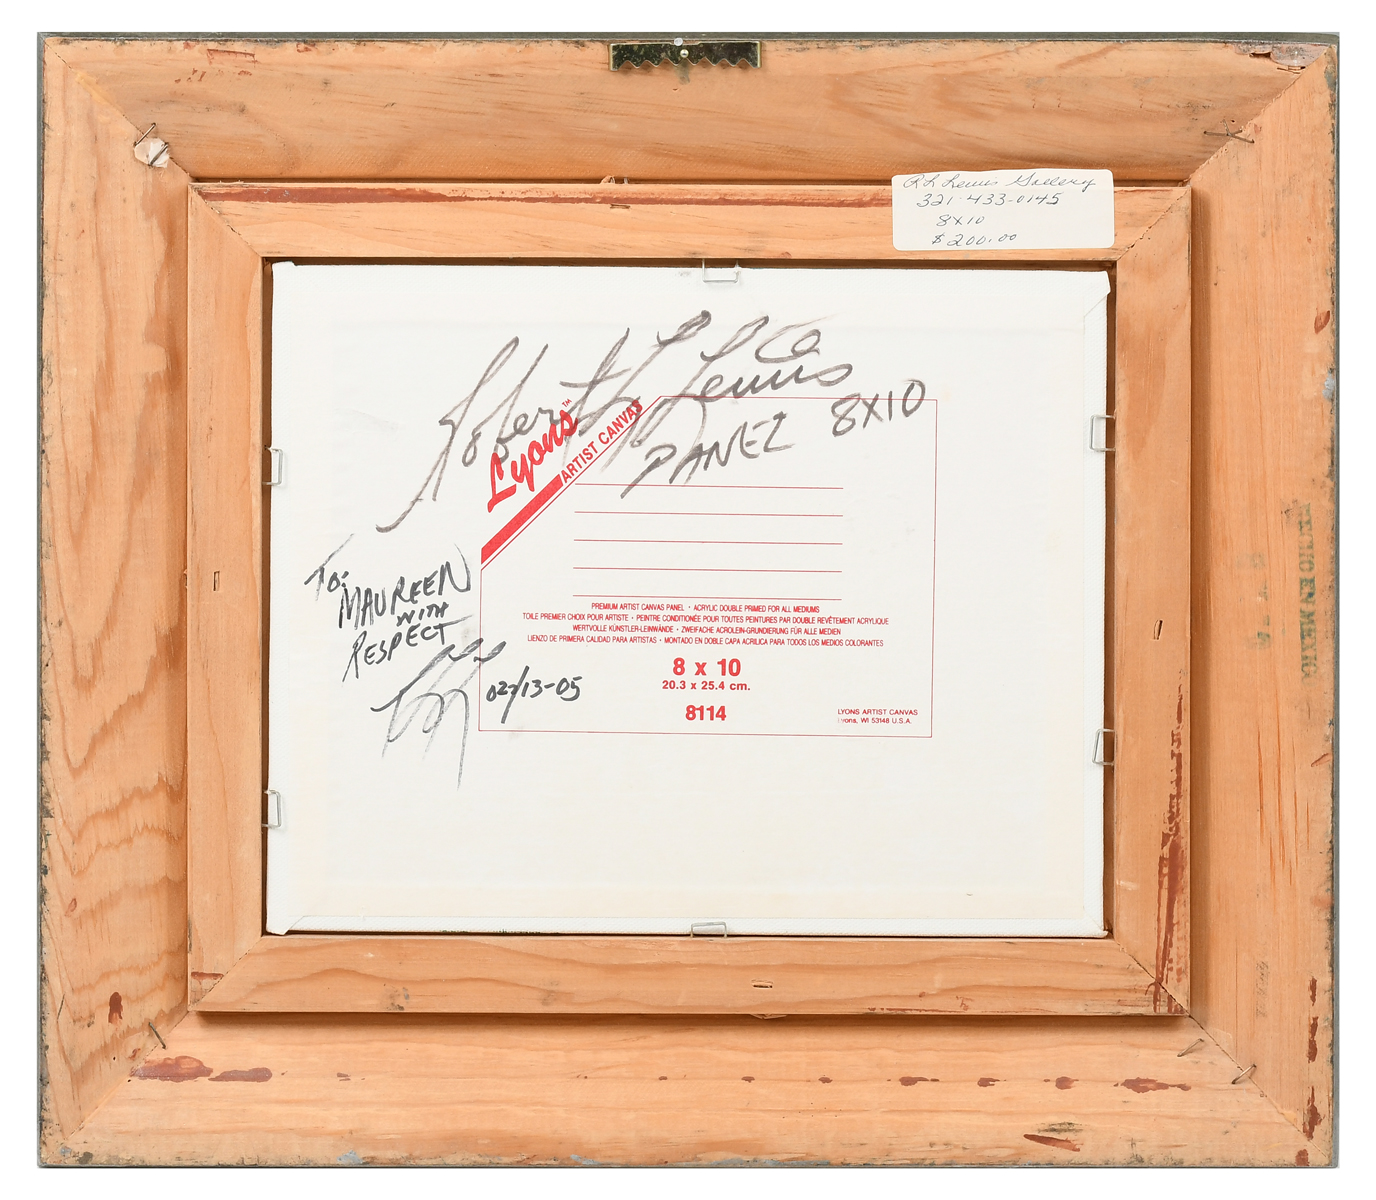 R L Lewis Gallery
321-433-0145
8X10
$200.00
Robert L Lewis Co
PANEL 8X10
Lyons™
ARTIST CANVAS
TO:
MAUREEN
WITH
RESPECT
02/13-05
PREMIUM ARTIST CANVAS PANEL • ACRYLIC DOUBLE PRIMED FOR ALL MEDIUMS
TOILE PREMIER CHOIX POUR ARTISTE • PEINTRE CONDITIONÉE POUR TOUTES PEINTURES PAR DOUBLE REVÊTEMENT ACRYLIQUE
WERTVOLLE KÜNSTLER-LEINWÄNDE • ZWEIFACHE ACROLEIN-GRUNDIERUNG FÜR ALLE MEDIEN
LIENZO DE PRIMERA CALIDAD PARA ARTISTAS • MONTADO EN DOBLE CAPA ACRILICA PARA TODOS LOS MEDIOS COLORANTES
8 x 10
20.3 x 25.4 cm.
8114
LYONS ARTIST CANVAS
Lyons, WI 53148 U.S.A.
HECHO EN MEXICO